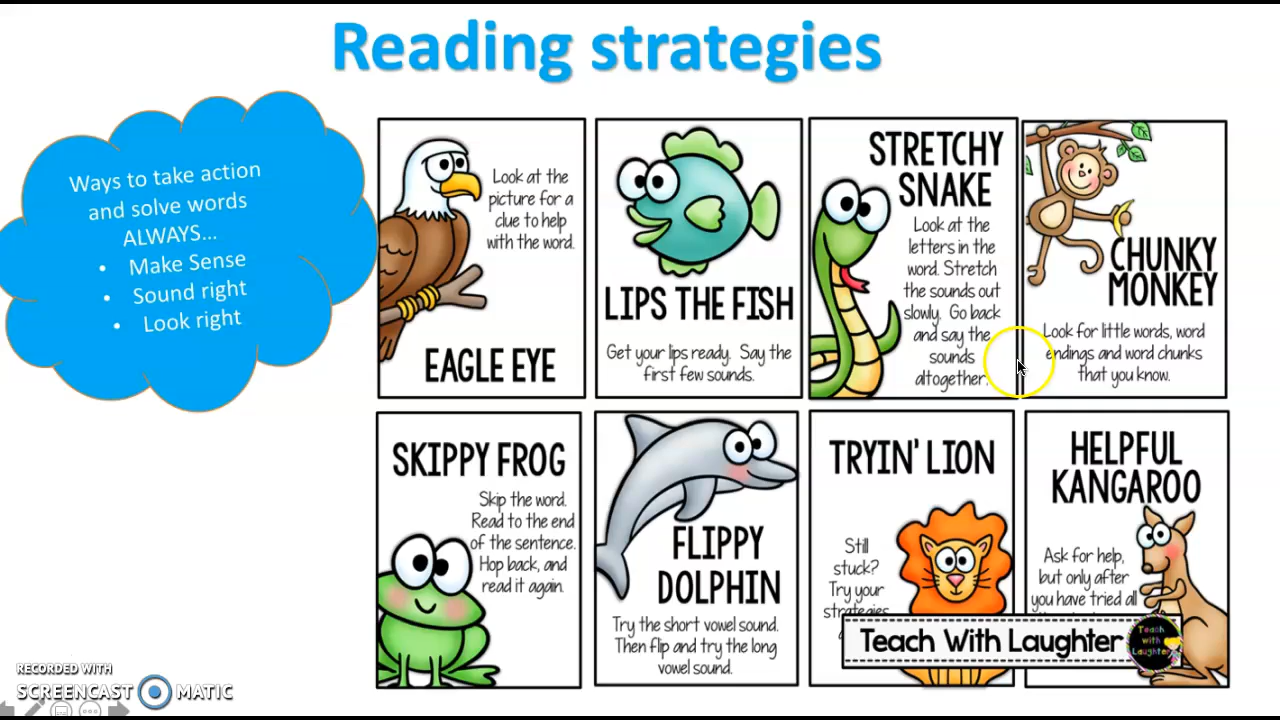 Reading strategies
Ways to take action
and solve words
ALWAYS...
• Make Sense
• Sound right
• Look right
Look at the
picture for a
clue to help
with the word.
EAGLE EYE
LIPS THE FISH
Get your lips ready. Say the
first few sounds.
STRETCHY
SNAKE
Look at the
letters in the
word. Stretch
the sounds out
slowly. Go back
and say the
sounds
altogether.
CHUNKY
MONKEY
Look for little words, word
endings and word chunks
that you know.
SKIPPY FROG
Skip the word.
Read to the end
of the sentence.
Hop back, and
read it again.
FLIPPY
DOLPHIN
Try the short vowel sound.
Then flip and try the long
vowel sound.
TRYIN' LION
Still
stuck?
Try your
strategies
HELPFUL
KANGAROO
Ask for help,
but only after
you have tried all
Teach With Laughter
Teach
with
Laughter
RECORDED WITH
SCREENCAST MATIC